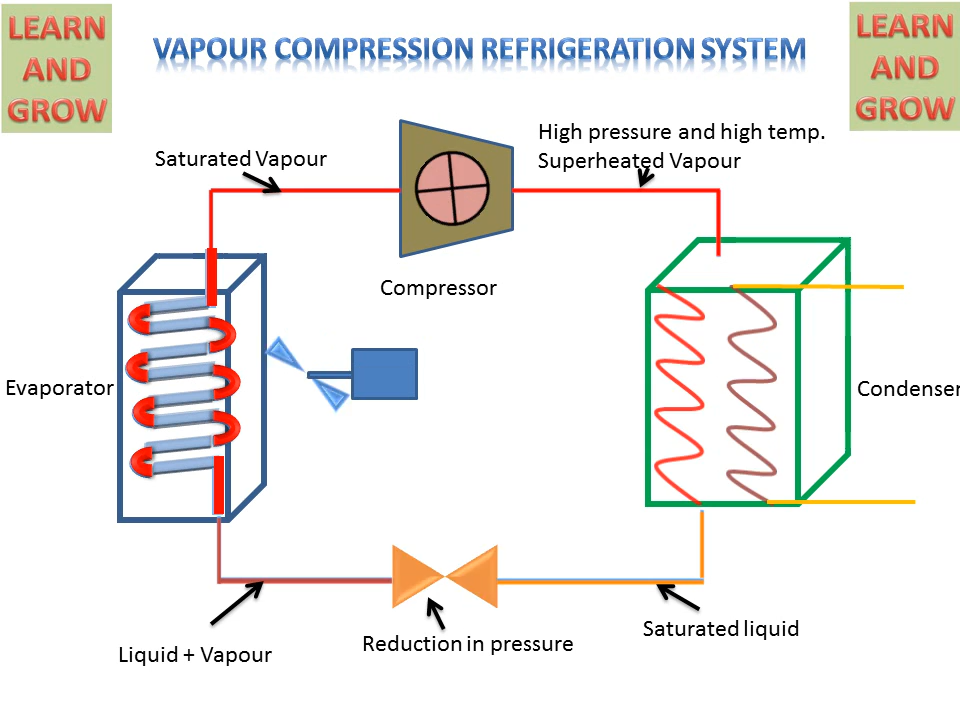 LEARN
AND
GROW
VAPOUR COMPRESSION REFRIGERATION SYSTEM
LEARN
AND
GROW
High pressure and high temp.
Superheated Vapour
Saturated Vapour
Compressor
Evaporator
Condenser
Saturated liquid
Reduction in pressure
Liquid + Vapour